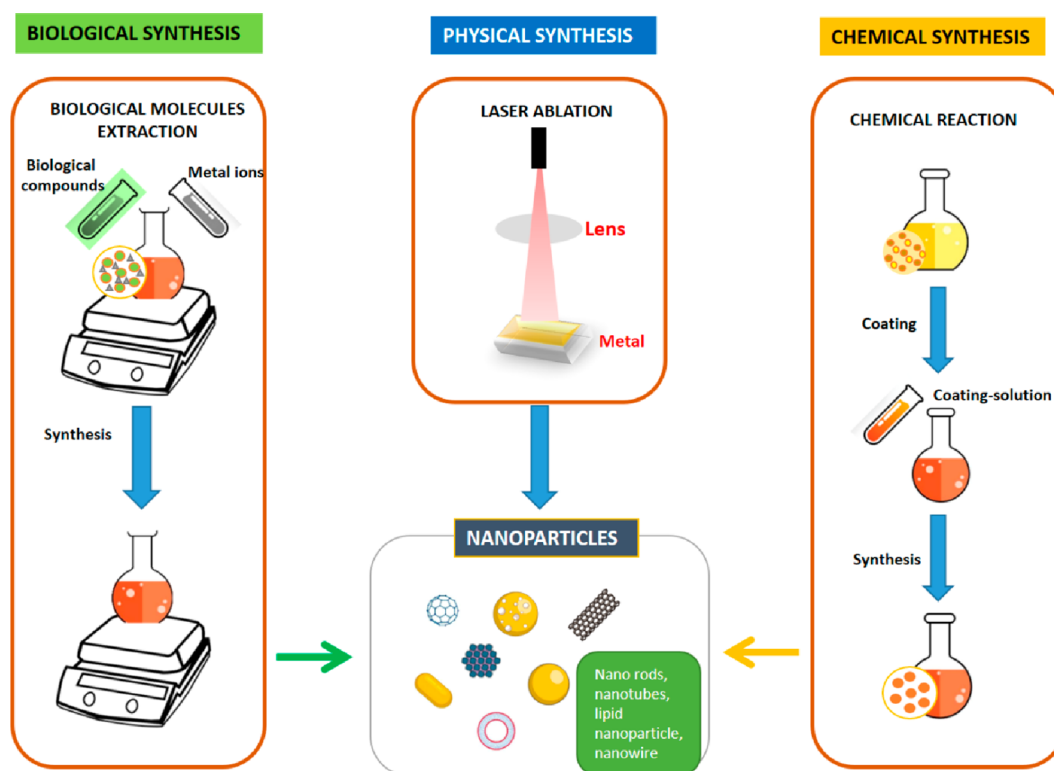 BIOLOGICAL SYNTHESIS
PHYSICAL SYNTHESIS
CHEMICAL SYNTHESIS
BIOLOGICAL MOLECULES
EXTRACTION
Biological
compounds
Metal ions
Synthesis
LASER ABLATION
Lens
Metal
CHEMICAL REACTION
Coating
Coating-solution
Synthesis
NANOPARTICLES
Nano rods,
nanotubes,
lipid
nanoparticle,
nanowire